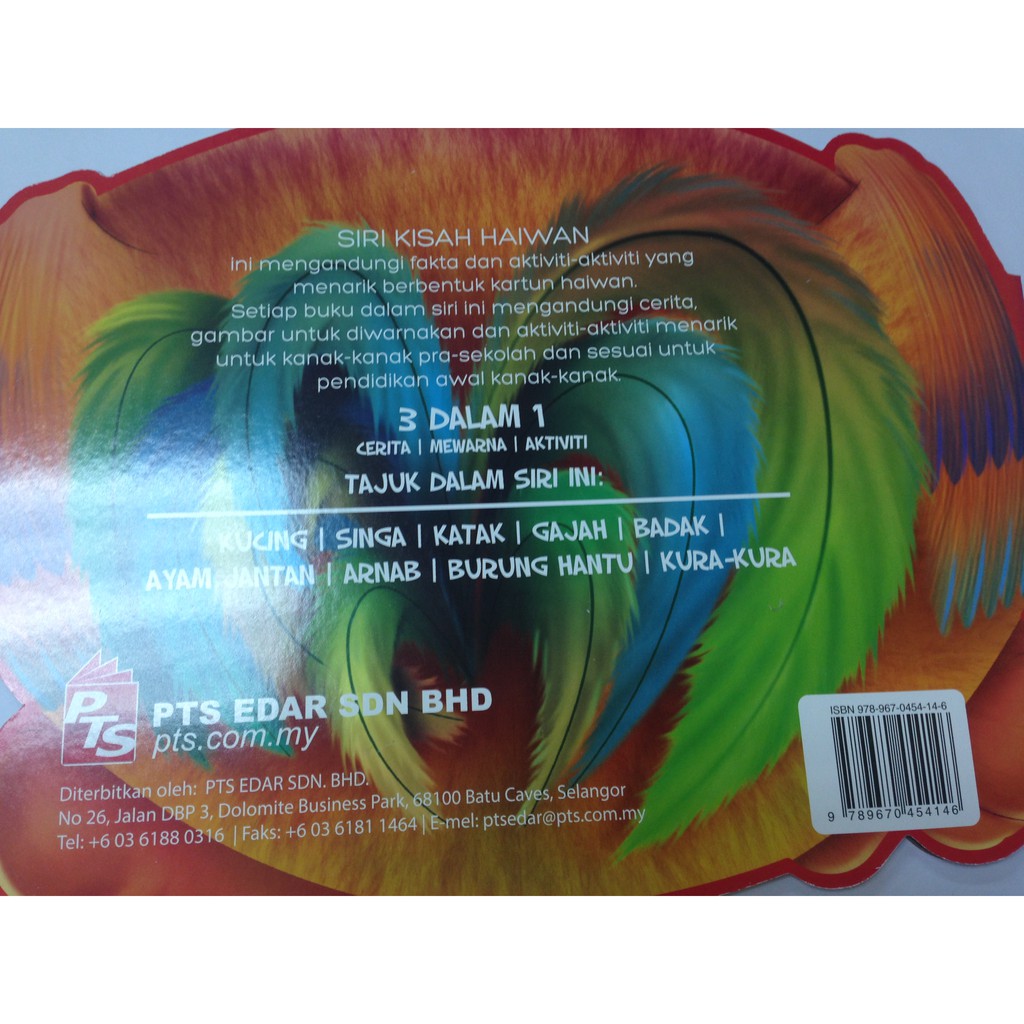 SIRI KISAH HAIWAN
ini mengandungi fakta dan aktiviti-aktiviti yang
menarik berbentuk kartun haiwan.
Setiap buku dalam siri ini mengandungi cerita,
gambar untuk diwarnakan dan aktiviti-aktiviti menarik
untuk kanak-kanak pra-sekolah dan sesuai untuk
pendidikan awal kanak-kanak.
3 DALAM 1
CERITA | MEWARNA | AKTIVITI
TAJUK DALAM SIRI INI:
KUCING | SINGA | KATAK | GAJAH | BADAK |
AYAM JANTAN | ARNAB | BURUNG HANTU | KURA-KURA
PTS
PTS EDAR SDN BHD
pts.com.my
Diterbitkan oleh: PTS EDAR SDN. BHD.
No 26, Jalan DBP 3, Dolomite Business Park, 68100 Batu Caves, Selangor
Tel: +6 03 6188 0316 | Faks: +6 03 6181 1464 | E-mel: ptsedar@pts.com.my
ISBN 978-967-0454-14-6
9 789670 454146